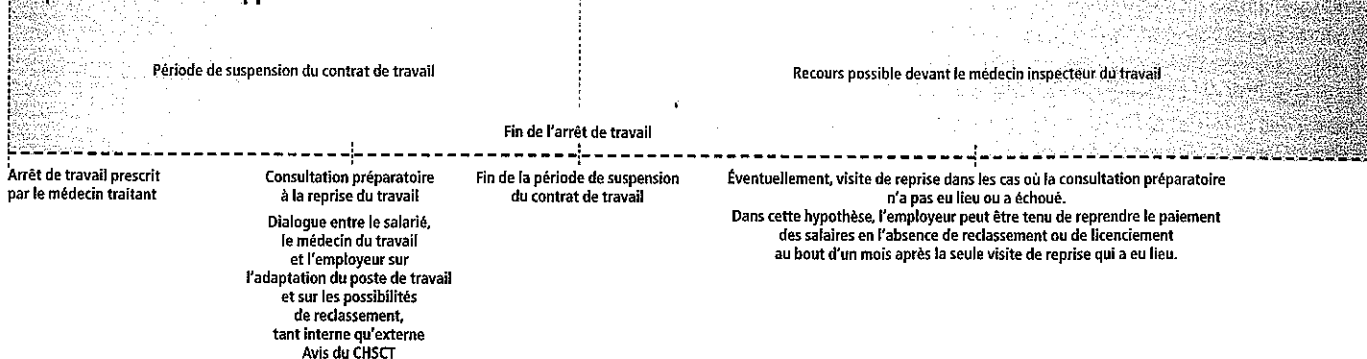 Période de suspension du contrat de travail
Recours possible devant le médecin inspecteur du travail
Fin de l'arrêt de travail
Arrêt de travail prescrit
par le médecin traitant
Consultation préparatoire
à la reprise du travail
Dialogue entre le salarié,
le médecin du travail
et l'employeur sur
l'adaptation du poste de travail
et sur les possibilités
de reclassement,
tant interne qu'externe
Avis du CHSCT
Fin de la période de suspension
du contrat de travail
Éventuellement, visite de reprise dans les cas où la consultation préparatoire
n'a pas eu lieu ou a échoué.
Dans cette hypothèse, l'employeur peut être tenu de reprendre le paiement
des salaires en l'absence de reclassement ou de licenciement
au bout d'un mois après la seule visite de reprise qui a eu lieu.